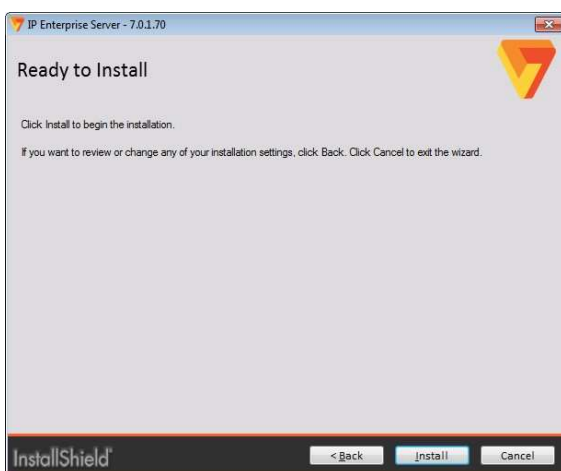 IP Enterprise Server - 7.0.1.70
Ready to Install
Click Install to begin the installation.
If you want to review or change any of your installation settings, click Back. Click Cancel to exit the wizard.
InstallShield
< Back Install Cancel